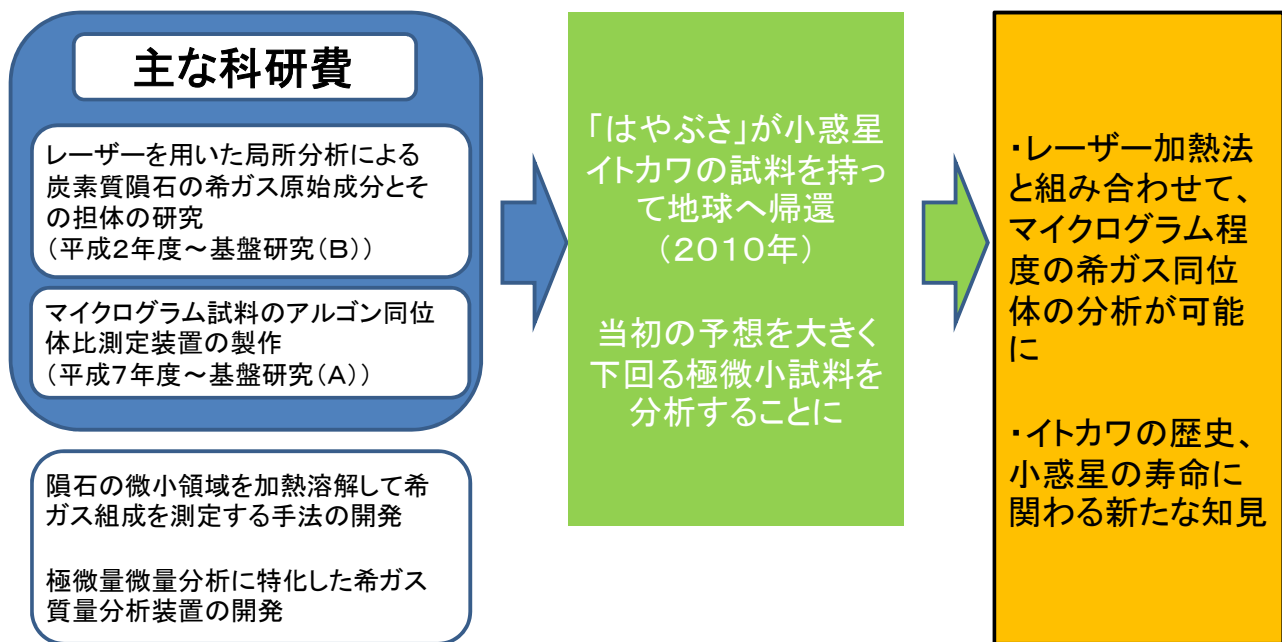 主な科研費
レーザーを用いた局所分析による
炭素質隕石の希ガス原始成分とそ
の担体の研究
(平成2年度～基盤研究(B))
マイクログラム試料のアルゴン同位
体比測定装置の製作
(平成7年度～基盤研究(A))
隕石の微小領域を加熱溶解して希
ガス組成を測定する手法の開発
極微量微量分析に特化した希ガス
質量分析装置の開発
「はやぶさ」が小惑星
イトカワの試料を持っ
て地球へ帰還
(2010年)
当初の予想を大きく
下回る極微小試料を
分析することに
・レーザー加熱法
と組み合わせて、
マイクログラム程
度の希ガス同位
体の分析が可能
に
・イトカワの歴史、
小惑星の寿命に
関わる新たな知見